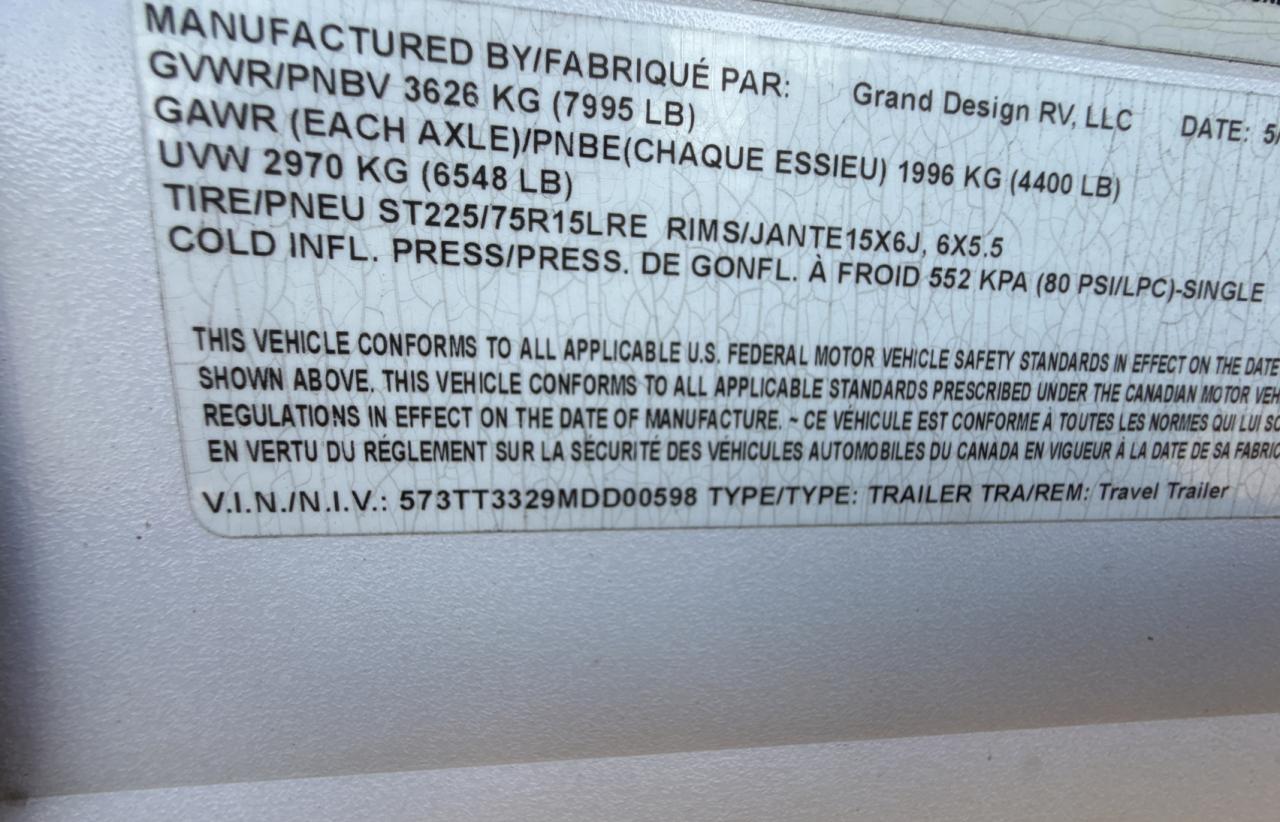 MANUFACTURED BY/FABRIQUÉ PAR: Grand Design RV, LLC DATE: 5/
GVWR/PNBV 3626 KG (7995 LB)
GAWR (EACH AXLE)/PNBE(CHAQUE ESSIEU) 1996 KG (4400 LB)
UVW 2970 KG (6548 LB)
TIRE/PNEU ST225/75R15LRE RIMS/JANTE15X6J, 6X5.5
COLD INFL. PRESS/PRESS. DE GONFL. À FROID 552 KPA (80 PSI/LPC)-SINGLE
THIS VEHICLE CONFORMS TO ALL APPLICABLE U.S. FEDERAL MOTOR VEHICLE SAFETY STANDARDS IN EFFECT ON THE DATE
SHOWN ABOVE. THIS VEHICLE CONFORMS TO ALL APPLICABLE STANDARDS PRESCRIBED UNDER THE CANADIAN MOTOR VEH
REGULATIONS IN EFFECT ON THE DATE OF MANUFACTURE. ~ CE VÉHICULE EST CONFORME À TOUTES LES NORMES QUI LUI SO
EN VERTU DU RÉGLEMENT SUR LA SÉCURITÉ DES VÉHICULES AUTOMOBILES DU CANADA EN VIGUEUR À LA DATE DE SA FABRIC
V.I.N./N.I.V.: 573TT3329MDD00598 TYPE/TYPE: TRAILER TRA/REM: Travel Trailer